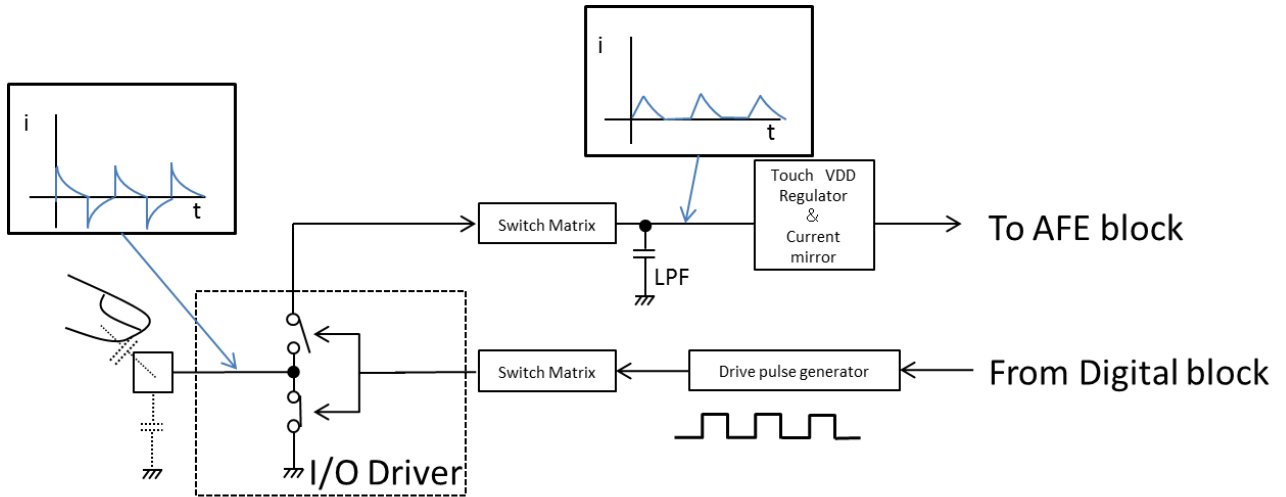 i
t
i
t
Touch VDD
Regulator
&
Current
mirror
Switch Matrix
To AFE block
LPF
Switch Matrix
Drive pulse generator
From Digital block
I/O Driver